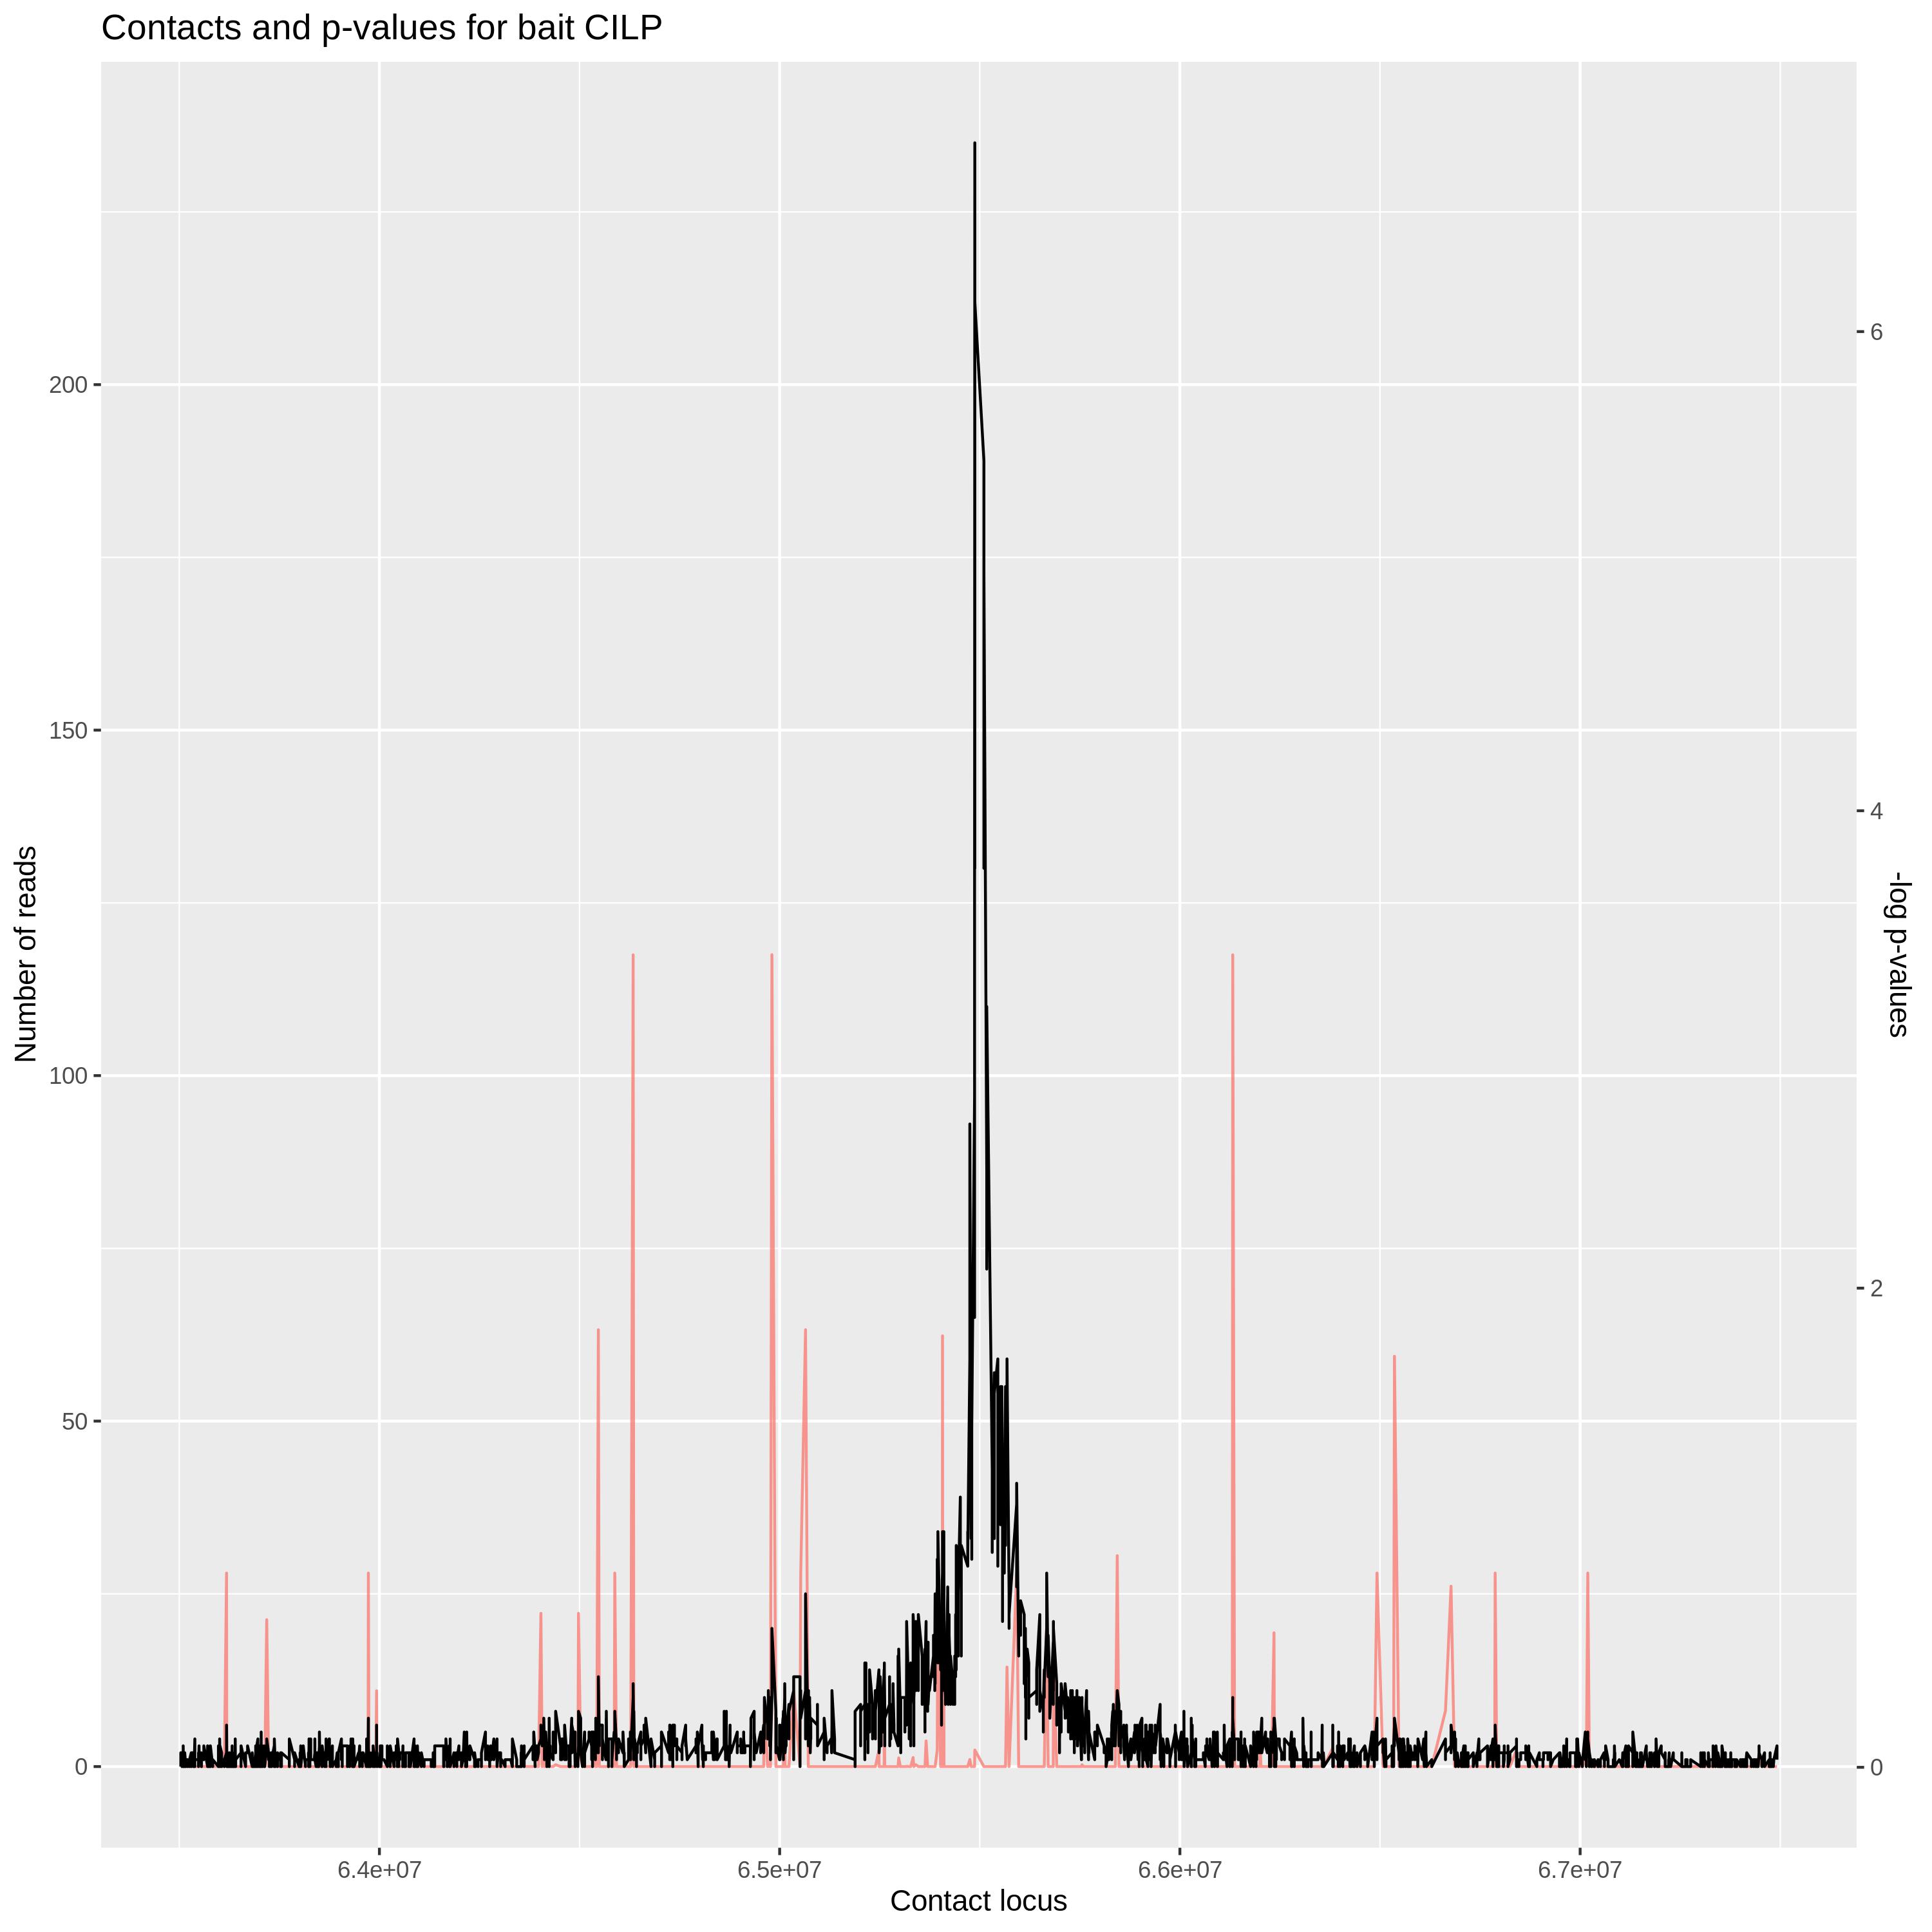 Contacts and p-values for bait CILP
Number of reads
200
150
100
50
0
6
4
2
0
-log p-values
6.4e+07
6.5e+07
6.6e+07
6.7e+07
Contact locus